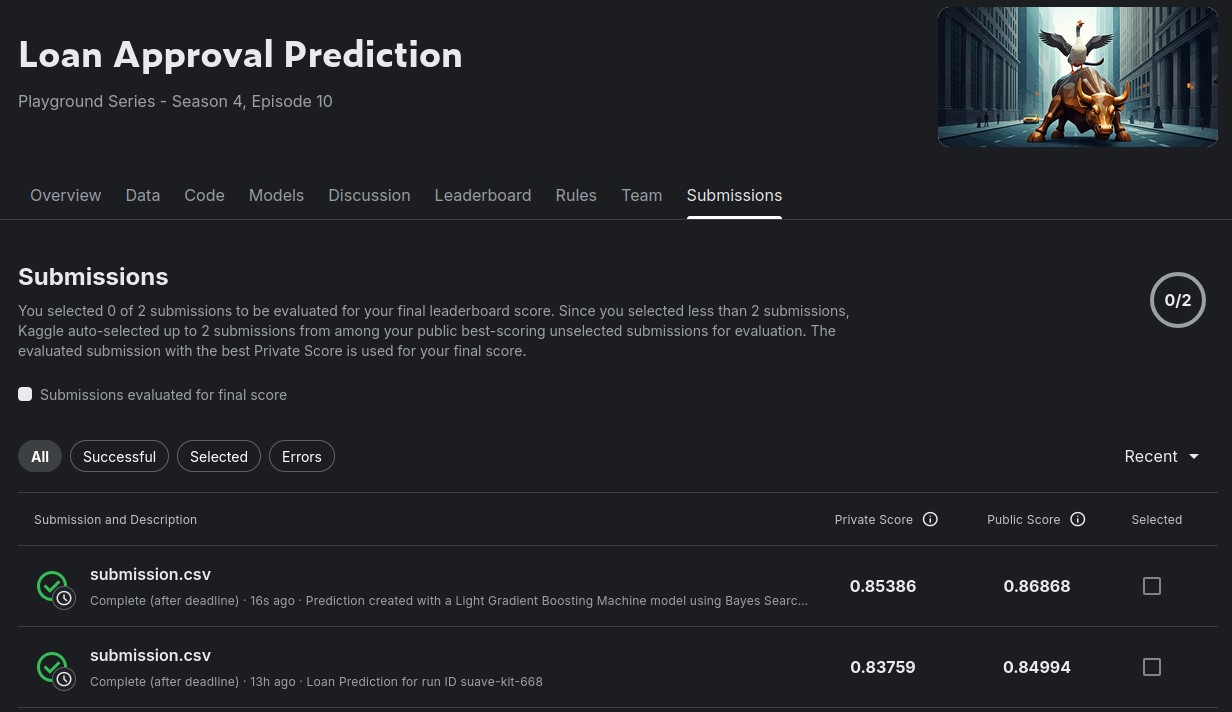 Loan Approval Prediction
Playground Series - Season 4, Episode 10
Overview Data Code Models Discussion Leaderboard Rules Team Submissions
Submissions
You selected 0 of 2 submissions to be evaluated for your final leaderboard score. Since you selected less than 2 submissions,
Kaggle auto-selected up to 2 submissions from among your public best-scoring unselected submissions for evaluation. The
evaluated submission with the best Private Score is used for your final score.
0/2
Submissions evaluated for final score
All Successful Selected Errors Recent
Submission and Description Private Score Public Score Selected
submission.csv
Complete (after deadline) · 16s ago · Prediction created with a Light Gradient Boosting Machine model using Bayes Searc...
0.85386 0.86868
submission.csv
Complete (after deadline) · 13h ago · Loan Prediction for run ID suave-kit-668
0.83759 0.84994